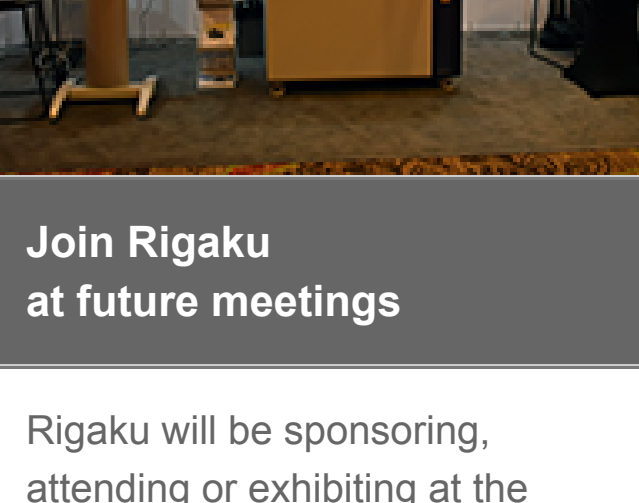 Join Rigaku
at future meetings
Rigaku will be sponsoring,
attending or exhibiting at the